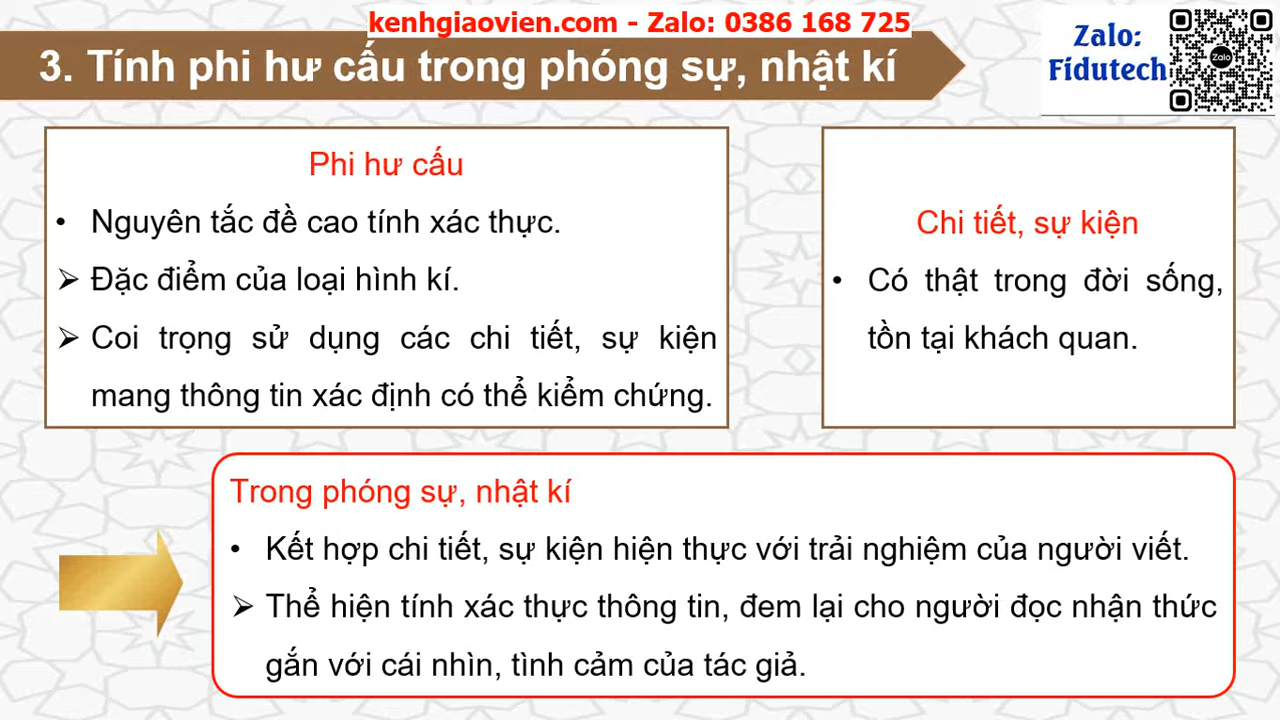 kenhgiaovien.com - Zalo: 0386 168 725
Zalo:
Fidutech
Zalo
3. Tính phi hư cấu trong phóng sự, nhật kí
Phi hư cấu
• Nguyên tắc đề cao tính xác thực.
➢ Đặc điểm của loại hình kí.
➢ Coi trọng sử dụng các chi tiết, sự kiện
mang thông tin xác định có thể kiểm chứng.
Chi tiết, sự kiện
• Có thật trong đời sống,
tồn tại khách quan.
Trong phóng sự, nhật kí
• Kết hợp chi tiết, sự kiện hiện thực với trải nghiệm của người viết.
➢ Thể hiện tính xác thực thông tin, đem lại cho người đọc nhận thức
gắn với cái nhìn, tình cảm của tác giả.